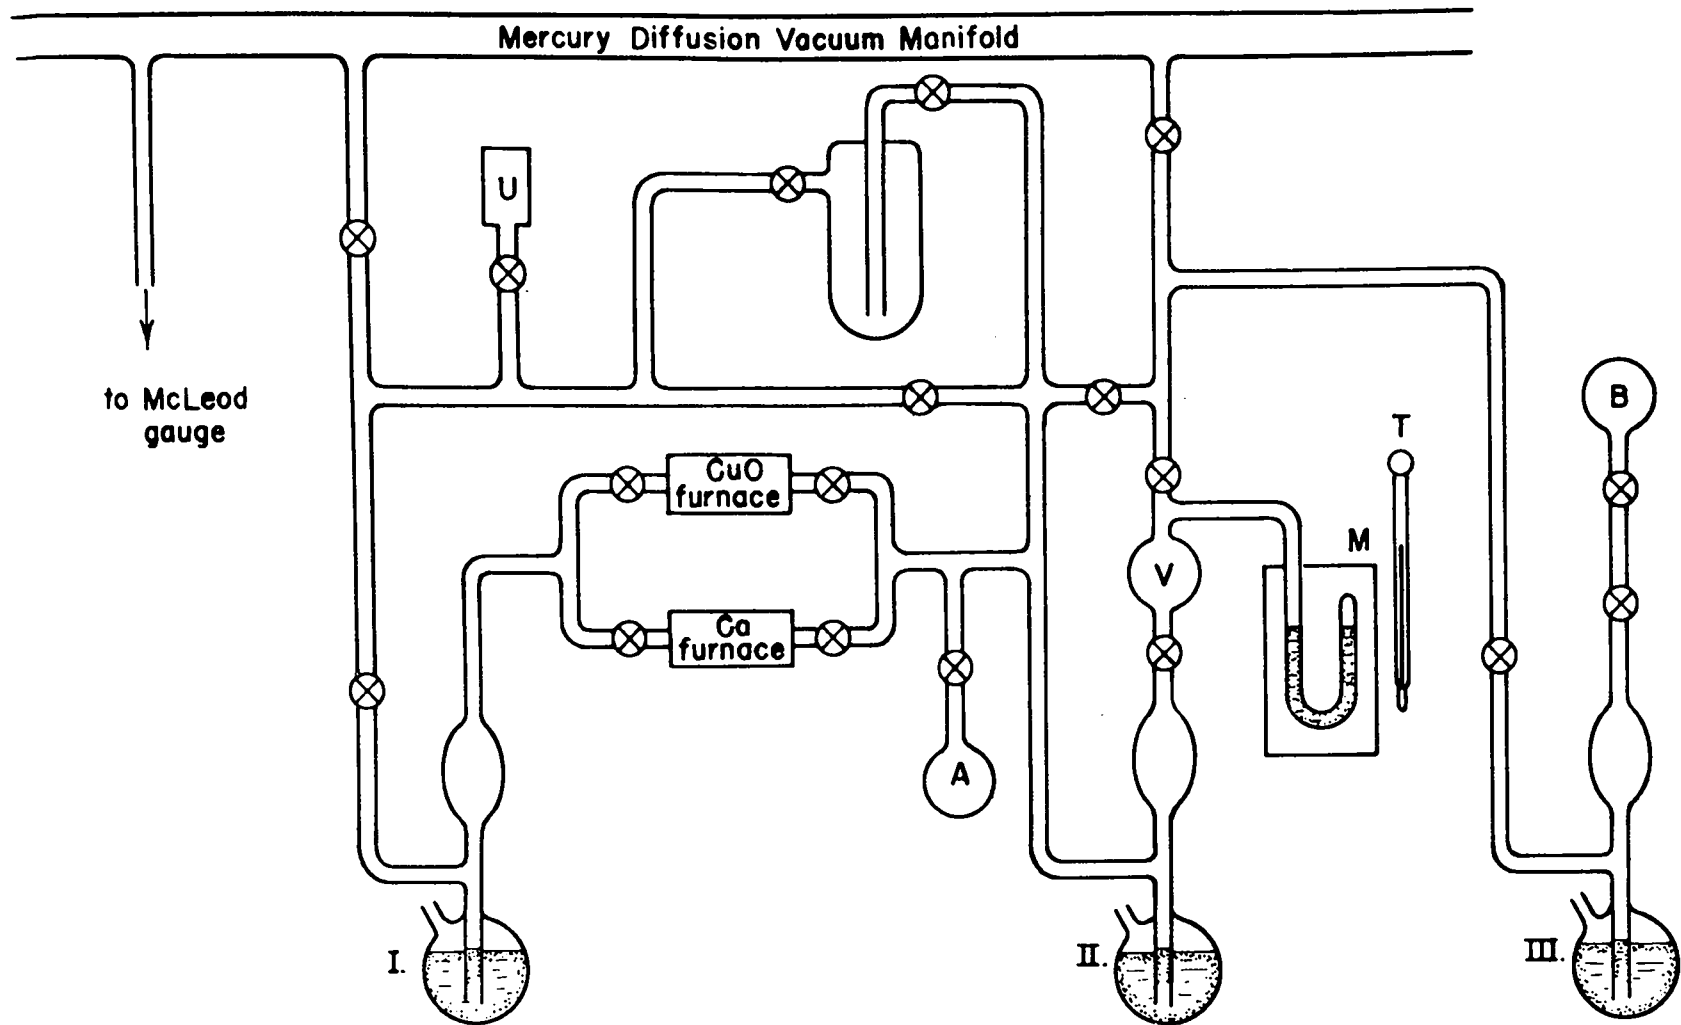 Mercury Diffusion Vacuum Manifold
U
to McLeod
gauge
B
T
CuO
furnace
M
V
Ca
furnace
A
I.
II.
III.